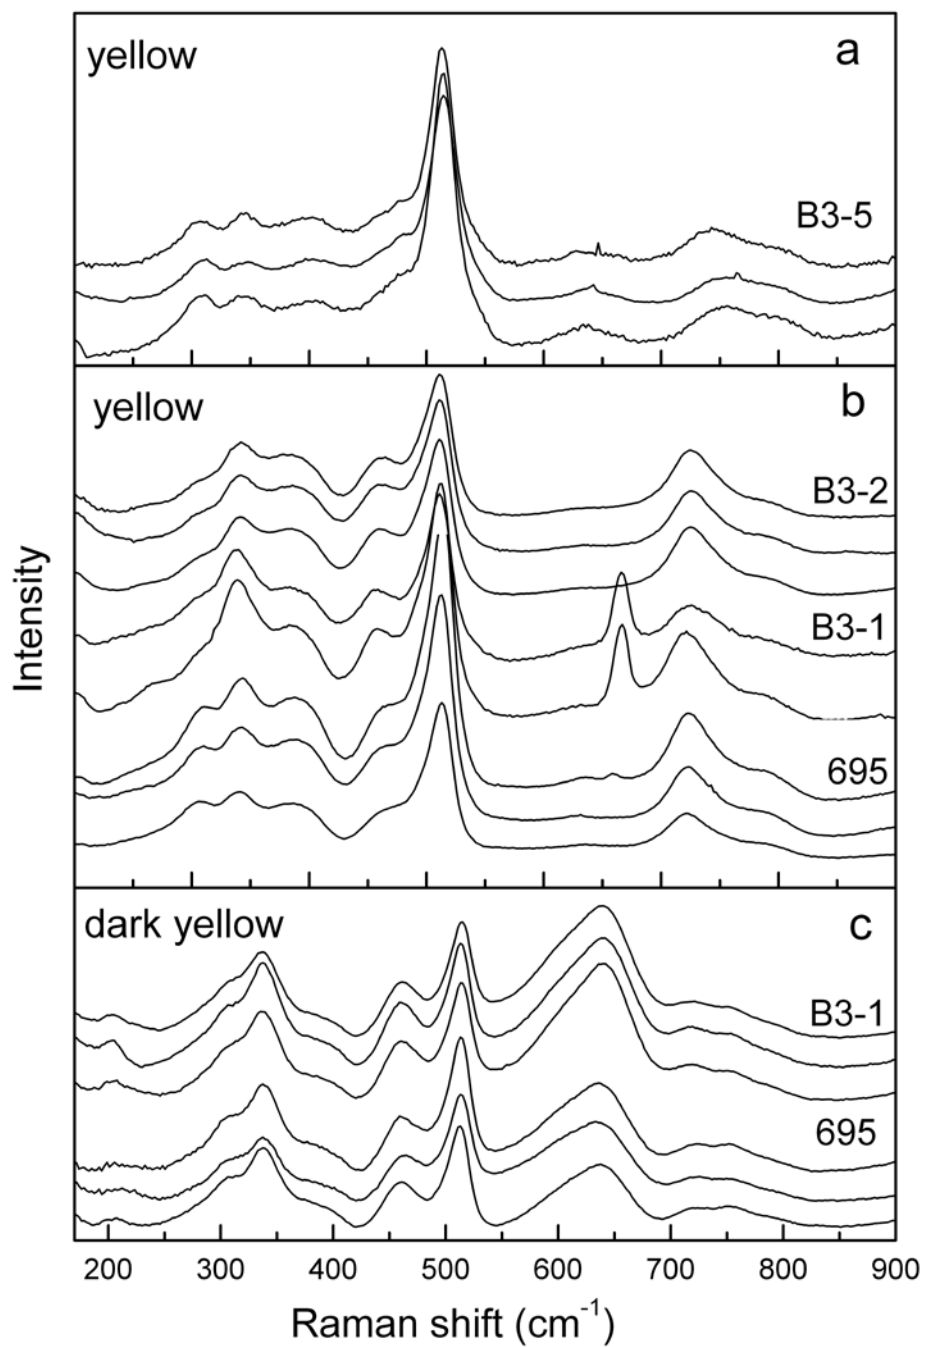 yellow
a
B3-5
yellow
b
B3-2
B3-1
695
Intensity
dark yellow
c
B3-1
695
200 300 400 500 600 700 800 900
Raman shift (cm⁻¹)